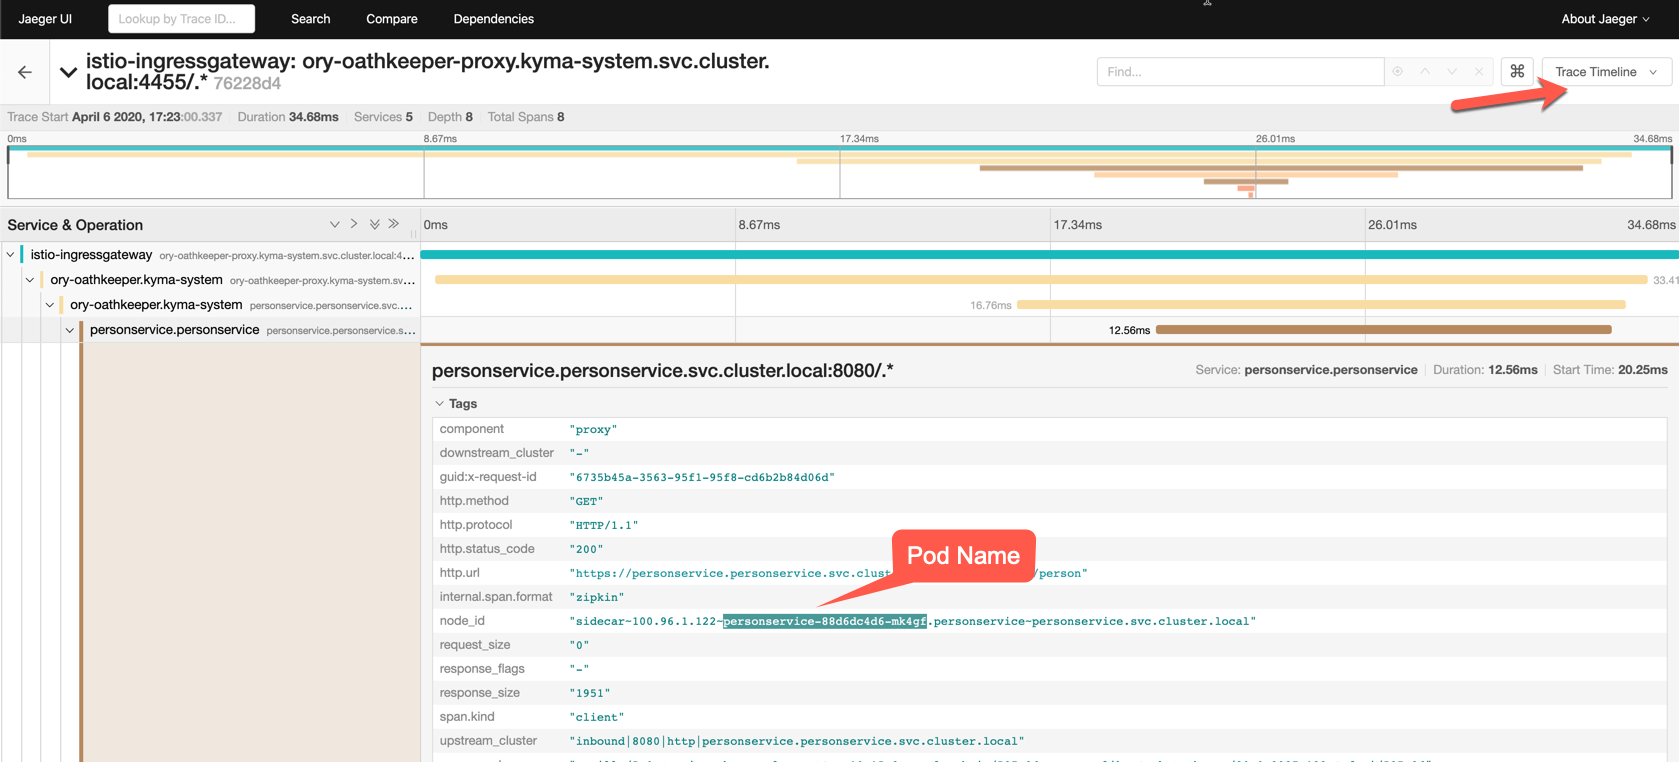 Jaeger UI Lookup by Trace ID... Search Compare Dependencies About Jaeger
istio-ingressgateway: ory-oathkeeper-proxy.kyma-system.svc.cluster.
local:4455/.* 76228d4
Find... ⌘ Trace Timeline
Trace Start April 6 2020, 17:23:00.337 Duration 34.68ms Services 5 Depth 8 Total Spans 8
0ms 8.67ms 17.34ms 26.01ms 34.68ms
Service & Operation 0ms 8.67ms 17.34ms 26.01ms 34.68ms
istio-ingressgateway ory-oathkeeper-proxy.kyma-system.svc.cluster.local:4...
ory-oathkeeper.kyma-system ory-oathkeeper-proxy.kyma-system.sv... 33.41
ory-oathkeeper.kyma-system personservice.personservice.svc.... 16.76ms
personservice.personservice personservice.personservice.s... 12.56ms
personservice.personservice.svc.cluster.local:8080/.* Service: personservice.personservice Duration: 12.56ms Start Time: 20.25ms
Tags
component "proxy"
downstream_cluster "-"
guid:x-request-id "6735b45a-3563-95f1-95f8-cd6b2b84d06d"
http.method "GET"
http.protocol "HTTP/1.1"
http.status_code "200"
Pod Name
http.url "https://personservice.personservice.svc.clust /person"
internal.span.format "zipkin"
node_id "sidecar~100.96.1.122~personservice-88d6dc4d6-mk4gf.personservice~personservice.svc.cluster.local"
request_size "0"
response_flags "-"
response_size "1951"
span.kind "client"
upstream_cluster "inbound|8080|http|personservice.personservice.svc.cluster.local"